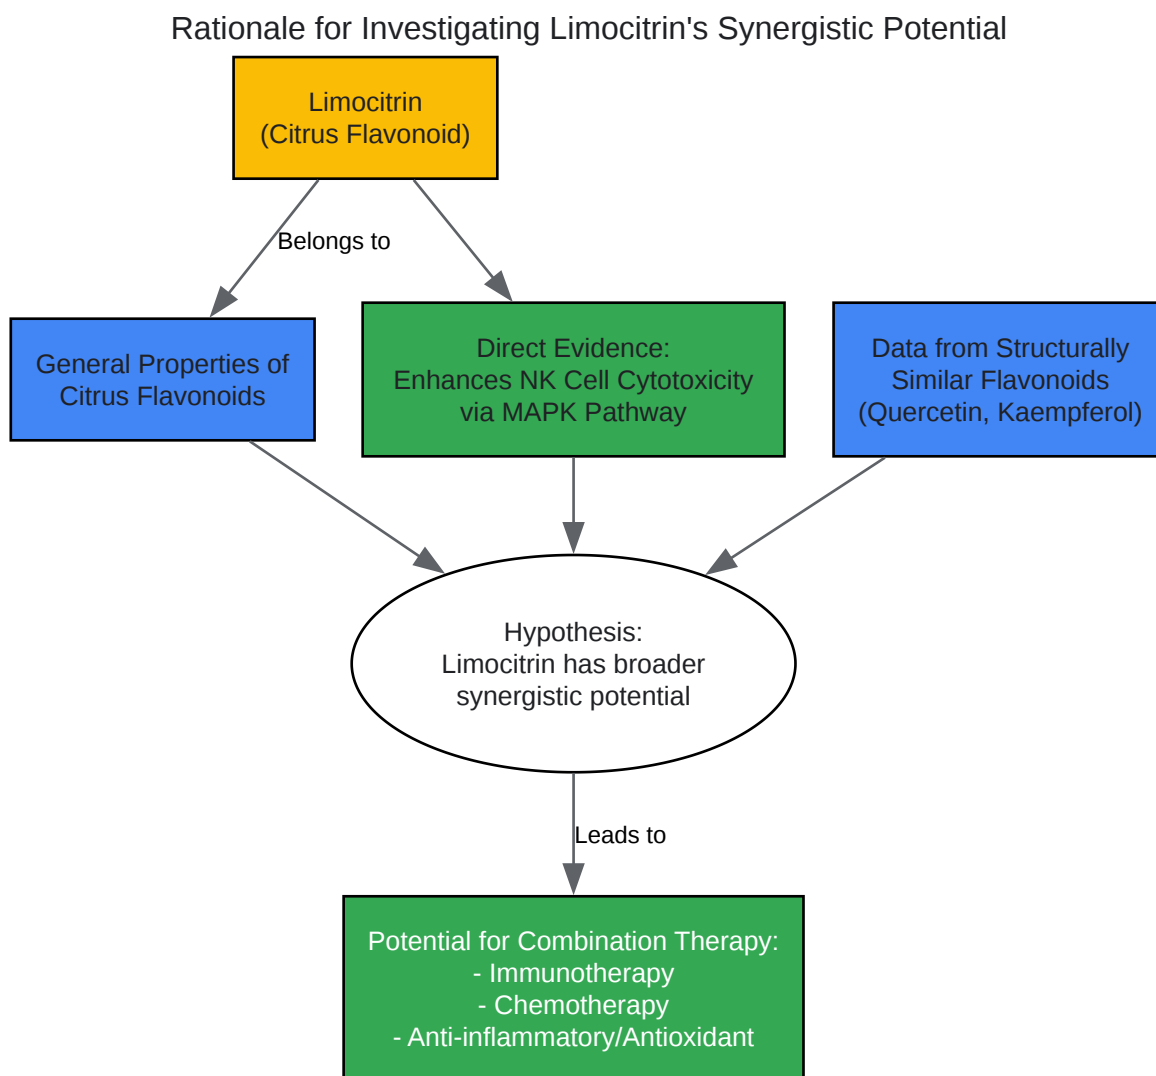 Rationale for Investigating Limocitrin's Synergistic Potential
Limocitrin
(Citrus Flavonoid)
Belongs to
General Properties of
Citrus Flavonoids
Direct Evidence:
Enhances NK Cell Cytotoxicity
via MAPK Pathway
Data from Structurally
Similar Flavonoids
(Quercetin, Kaempferol)
Hypothesis:
Limocitrin has broader
synergistic potential
Leads to
Potential for Combination Therapy:
- Immunotherapy
- Chemotherapy
- Anti-inflammatory/Antioxidant